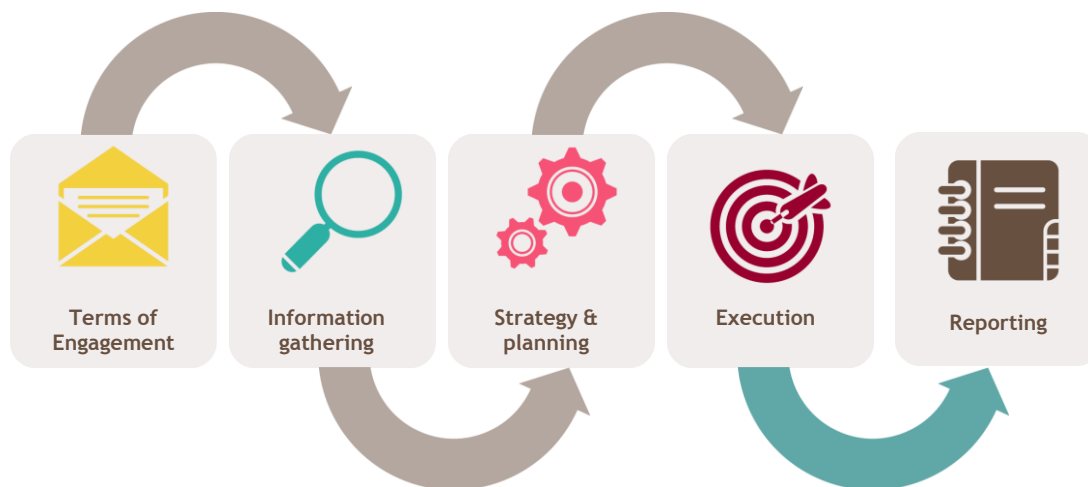 Terms of
Engagement
Information
gathering
Strategy &
planning
Execution
Reporting